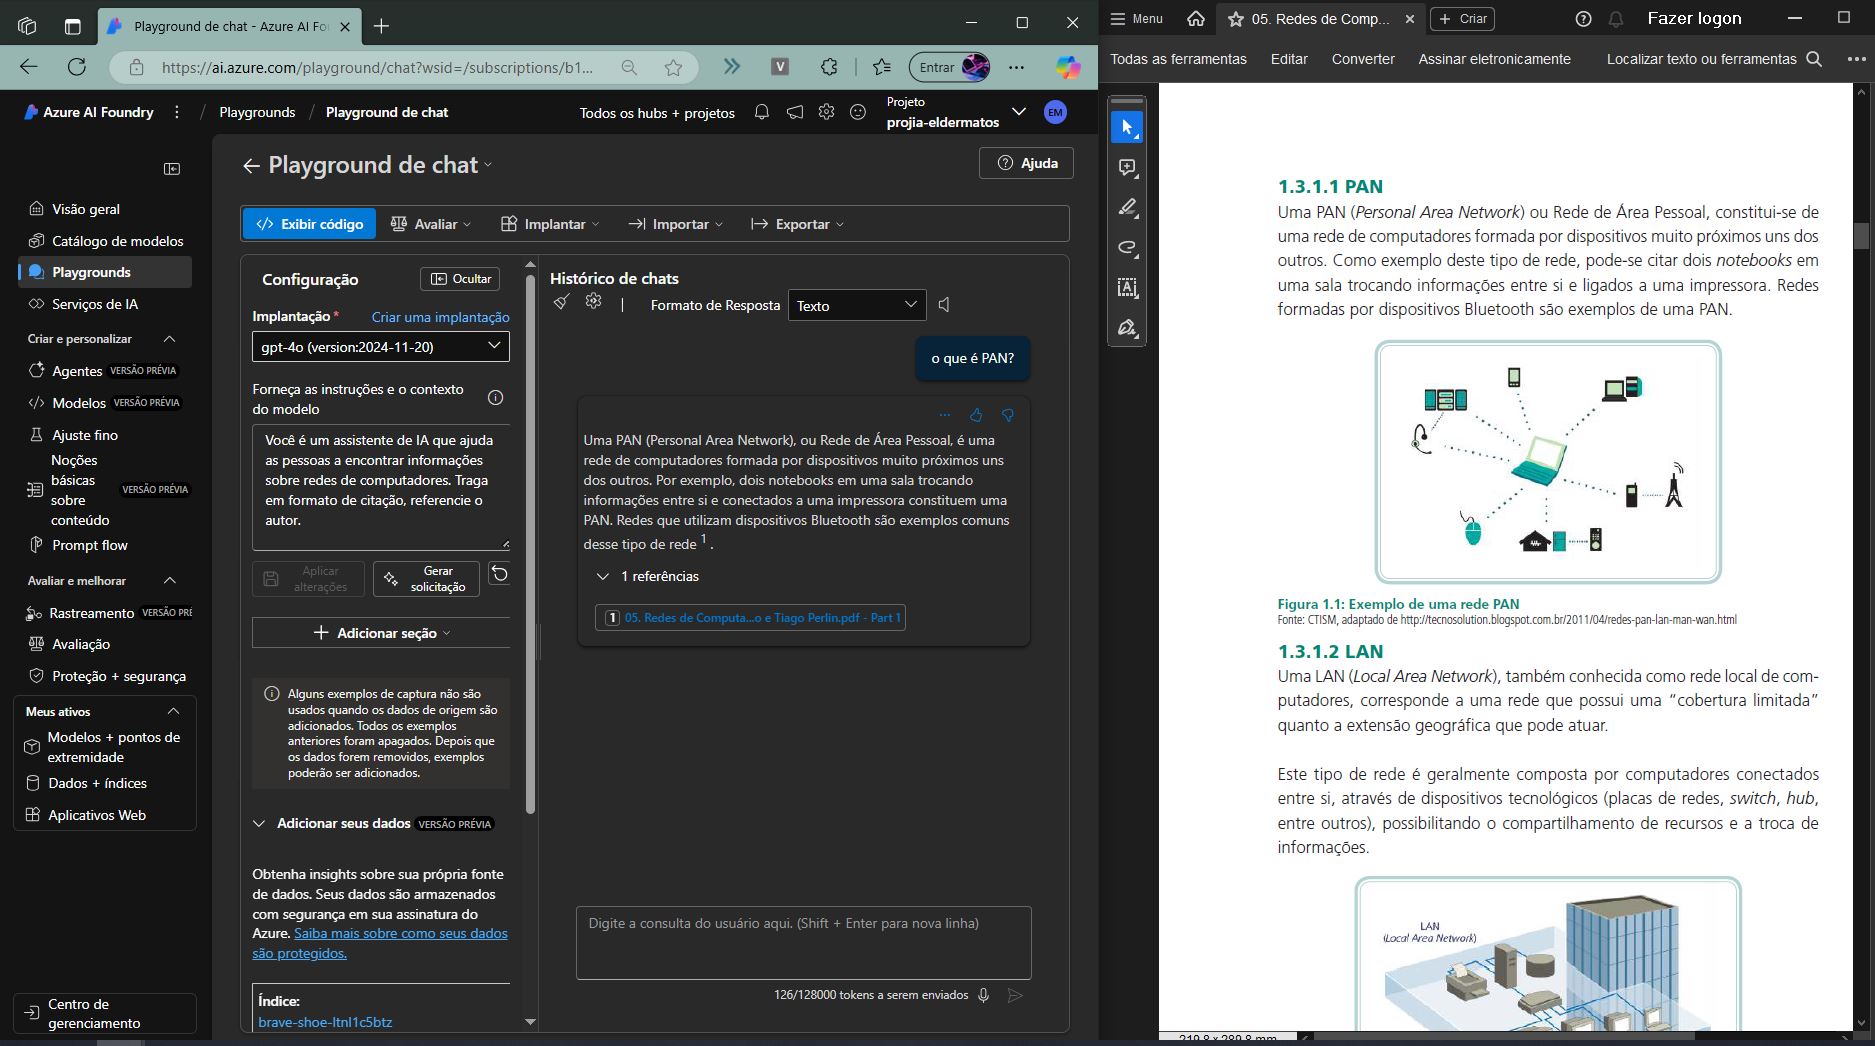 Playground de chat - Azure AI Fo
https://ai.azure.com/playground/chat?wsid=/subscriptions/b1...
V
Entrar
Azure AI Foundry
/
Playgrounds
/
Playground de chat
Todos os hubs + projetos
Projeto
projia-eldermatos
EM
Visão geral
Catálogo de modelos
Playgrounds
Serviços de IA
Criar e personalizar
Agentes VERSÃO PRÉVIA
Modelos VERSÃO PRÉVIA
Ajuste fino
Noções
básicas
sobre
conteúdo
VERSÃO PRÉVIA
Prompt flow
Avaliar e melhorar
Rastreamento VERSÃO PRÉ
Avaliação
Proteção + segurança
Meus ativos
Modelos + pontos de
extremidade
Dados + índices
Aplicativos Web
Centro de
gerenciamento
Playground de chat
Ajuda
Exibir código
Avaliar
Implantar
Importar
Exportar
Configuração
Ocultar
Implantação *
Criar uma implantação
gpt-4o (version:2024-11-20)
Forneça as instruções e o contexto
do modelo
Você é um assistente de IA que ajuda
as pessoas a encontrar informações
sobre redes de computadores. Traga
em formato de citação, referencie o
autor.
Aplicar
alterações
Gerar
solicitação
Adicionar seção
Alguns exemplos de captura não são
usados quando os dados de origem são
adicionados. Todos os exemplos
anteriores foram apagados. Depois que
os dados forem removidos, exemplos
poderão ser adicionados.
Adicionar seus dados VERSÃO PRÉVIA
Obtenha insights sobre sua própria fonte
de dados. Seus dados são armazenados
com segurança em sua assinatura do
Azure. Saiba mais sobre como seus dados
são protegidos.
Índice:
brave-shoe-ltnl1c5btz
Histórico de chats
|
Formato de Resposta
Texto
o que é PAN?
Uma PAN (Personal Area Network), ou Rede de Área Pessoal, é uma
rede de computadores formada por dispositivos muito próximos uns
dos outros. Por exemplo, dois notebooks em uma sala trocando
informações entre si e conectados a uma impressora constituem uma
PAN. Redes que utilizam dispositivos Bluetooth são exemplos comuns
desse tipo de rede 1 .
1 referências
1 05. Redes de Computa...o e Tiago Perlin.pdf - Part 1
Digite a consulta do usuário aqui. (Shift + Enter para nova linha)
126/128000 tokens a serem enviados
Menu
05. Redes de Comp...
Criar
Fazer logon
Todas as ferramentas
Editar
Converter
Assinar eletronicamente
Localizar texto ou ferramentas
1.3.1.1 PAN
Uma PAN (Personal Area Network) ou Rede de Área Pessoal, constitui-se de
uma rede de computadores formada por dispositivos muito próximos uns dos
outros. Como exemplo deste tipo de rede, pode-se citar dois notebooks em
uma sala trocando informações entre si e ligados a uma impressora. Redes
formadas por dispositivos Bluetooth são exemplos de uma PAN.
Figura 1.1: Exemplo de uma rede PAN
Fonte: CTISM, adaptado de http://tecnosolution.blogspot.com.br/2011/04/redes-pan-lan-man-wan.html
1.3.1.2 LAN
Uma LAN (Local Area Network), também conhecida como rede local de com-
putadores, corresponde a uma rede que possui uma “cobertura limitada”
quanto a extensão geográfica que pode atuar.
Este tipo de rede é geralmente composta por computadores conectados
entre si, através de dispositivos tecnológicos (placas de redes, switch, hub,
entre outros), possibilitando o compartilhamento de recursos e a troca de
informações.
LAN
(Local Area Network)
219,8 x 289,8 mm